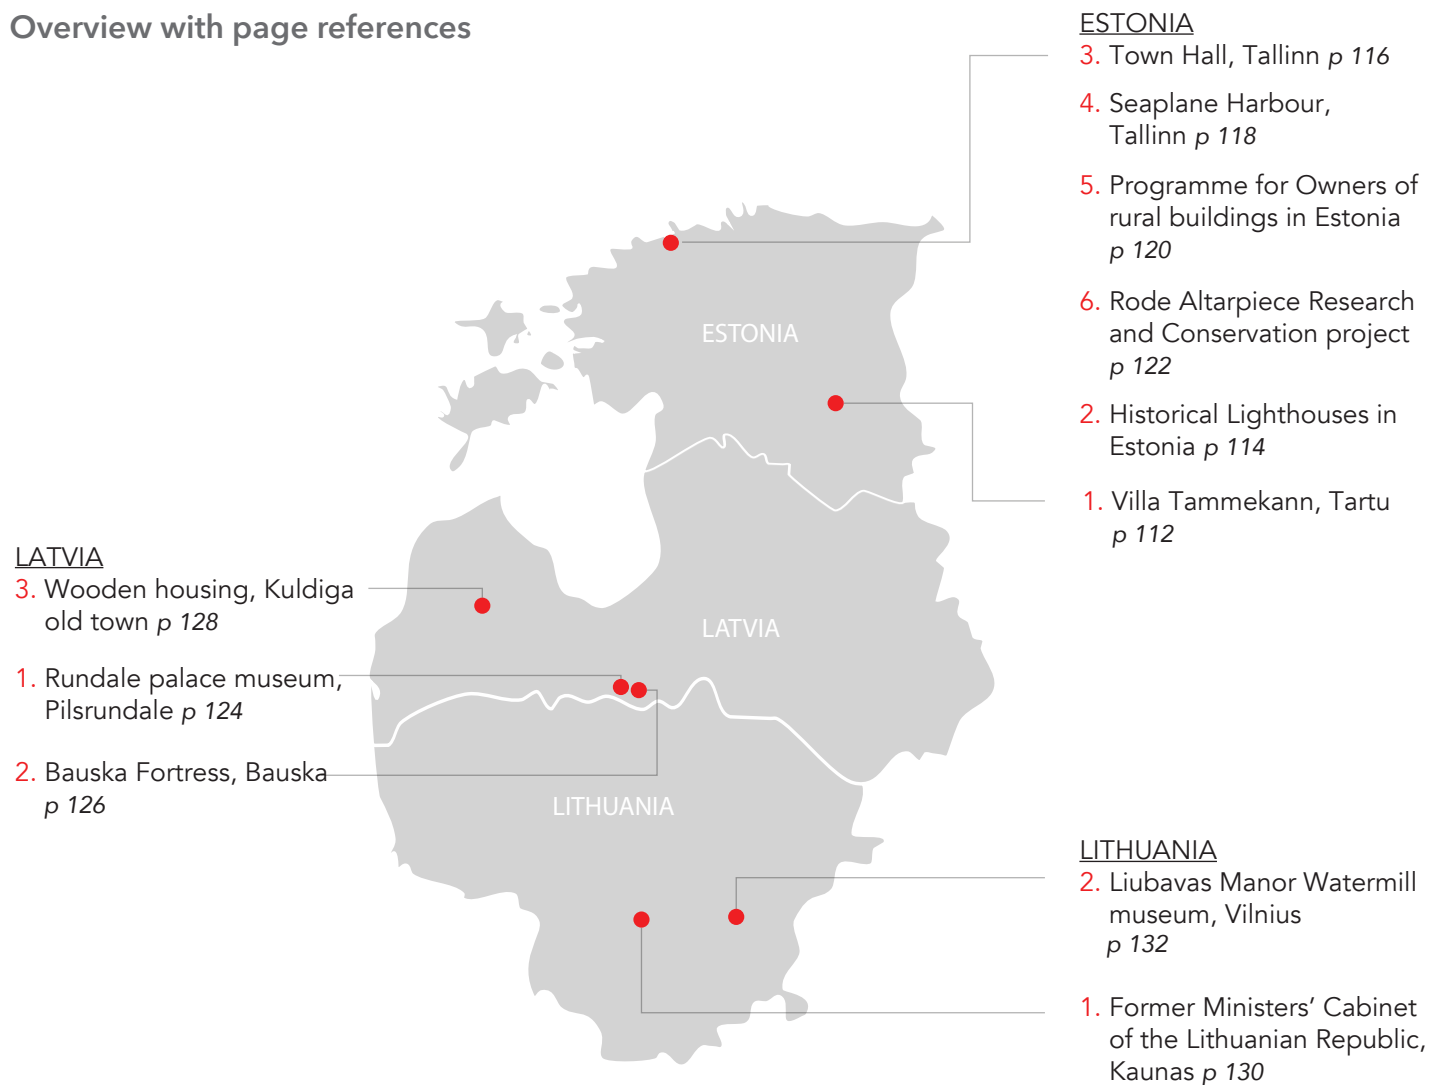 Overview with page references
ESTONIA
3. Town Hall, Tallinn p 116
4. Seaplane Harbour,
Tallinn p 118
5. Programme for Owners of
rural buildings in Estonia
p 120
6. Rode Altarpiece Research
and Conservation project
p 122
2. Historical Lighthouses in
Estonia p 114
1. Villa Tammekann, Tartu
p 112
ESTONIA
LATVIA
3. Wooden housing, Kuldiga
old town p 128
1. Rundale palace museum,
Pilsrundale p 124
2. Bauska Fortress, Bauska
p 126
LATVIA
LITHUANIA
LITHUANIA
2. Liubavas Manor Watermill
museum, Vilnius
p 132
1. Former Ministers’ Cabinet
of the Lithuanian Republic,
Kaunas p 130